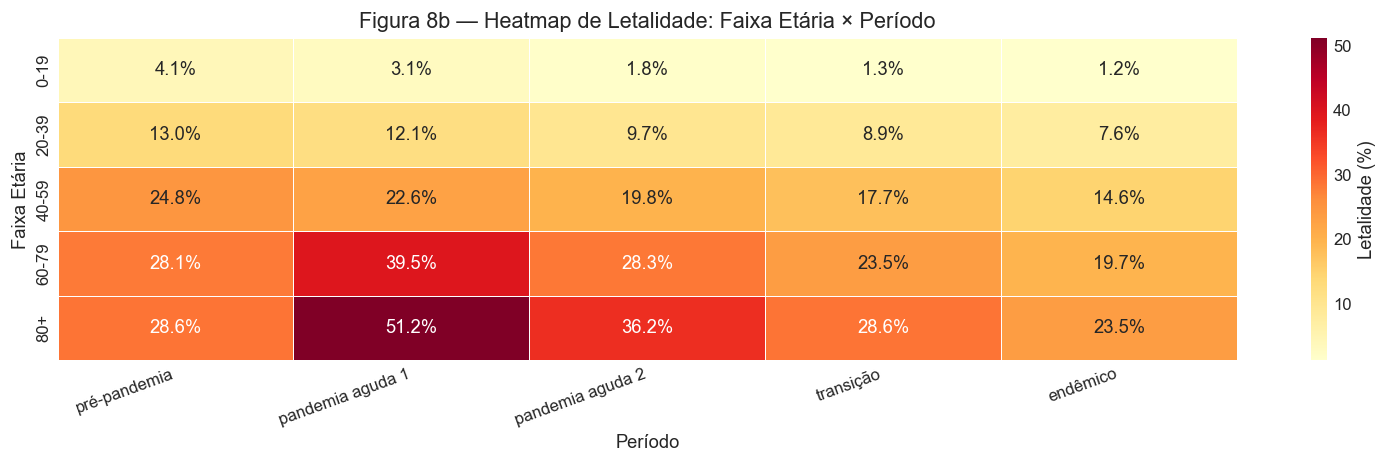 Figura 8b — Heatmap de Letalidade: Faixa Etária × Período
Faixa Etária
0-19 4.1% 3.1% 1.8% 1.3% 1.2%
20-39 13.0% 12.1% 9.7% 8.9% 7.6%
40-59 24.8% 22.6% 19.8% 17.7% 14.6%
60-79 28.1% 39.5% 28.3% 23.5% 19.7%
80+ 28.6% 51.2% 36.2% 28.6% 23.5%
pré-pandemia pandemia aguda 1 pandemia aguda 2 transição endêmico
Período
50
40
30
20
10
Letalidade (%)